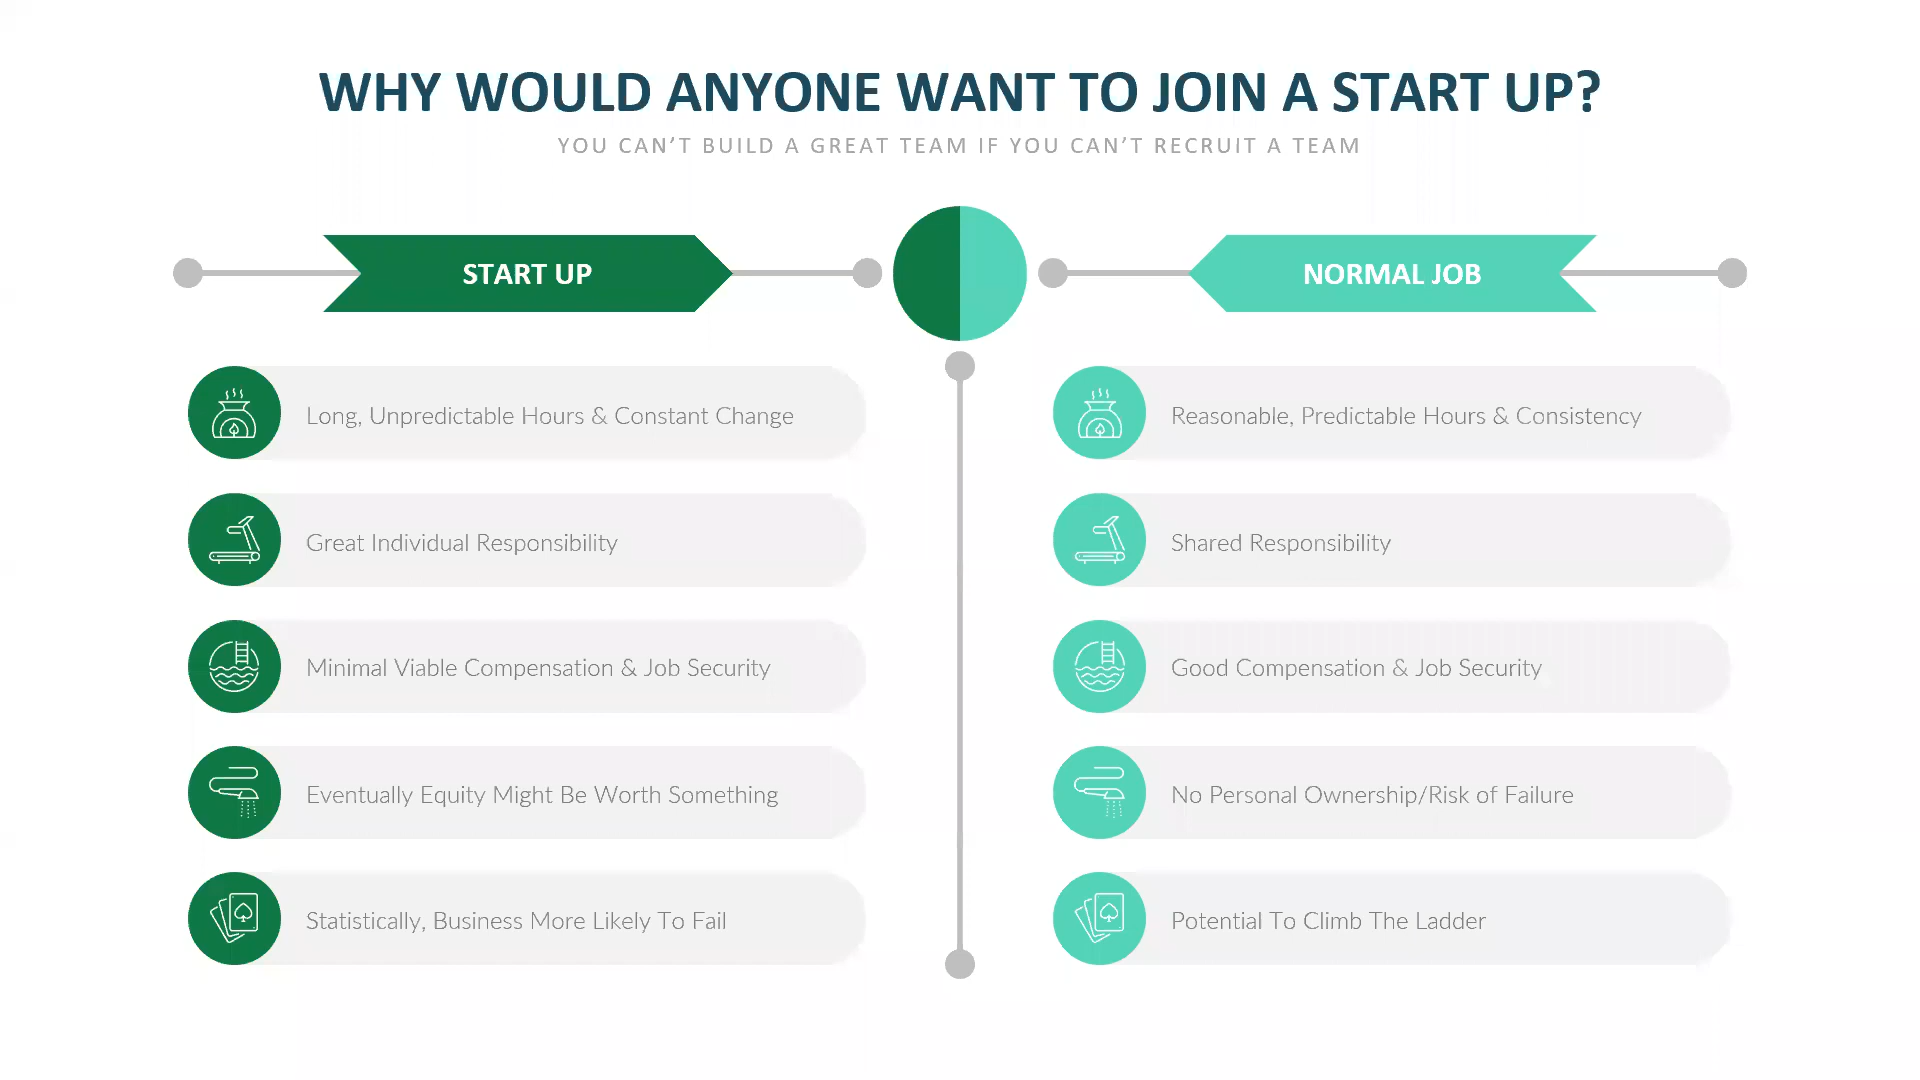 WHY WOULD ANYONE WANT TO JOIN A START UP?
YOU CAN’T BUILD A GREAT TEAM IF YOU CAN’T RECRUIT A TEAM
START UP
Long, Unpredictable Hours & Constant Change
Great Individual Responsibility
Minimal Viable Compensation & Job Security
Eventually Equity Might Be Worth Something
Statistically, Business More Likely To Fail
NORMAL JOB
Reasonable, Predictable Hours & Consistency
Shared Responsibility
Good Compensation & Job Security
No Personal Ownership/Risk of Failure
Potential To Climb The Ladder